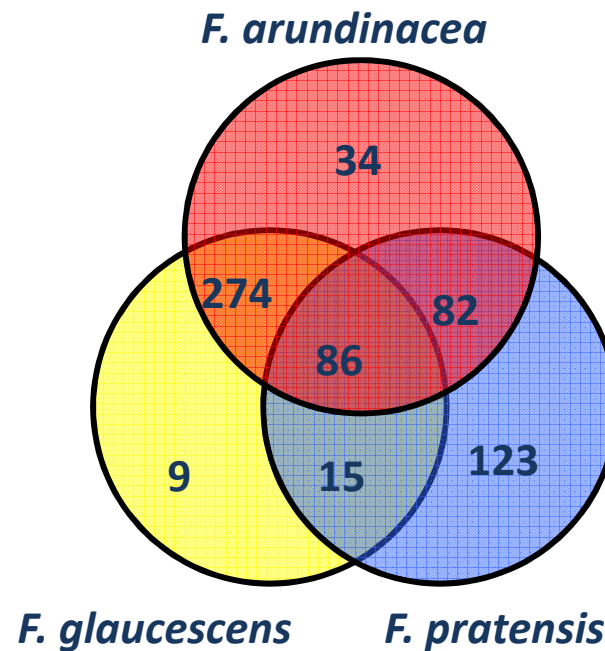 F. arundinacea
34
274
82
86
9
15
123
F. glaucescens
F. pratensis